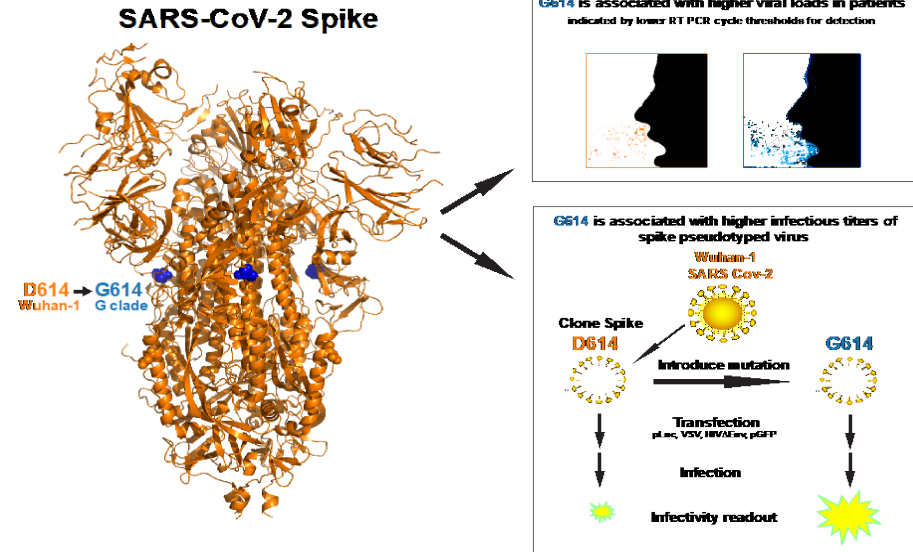 SARS-CoV-2 Spike
D614 G614
Wuhan-1 G clade
G614 is associated with higher viral loads in patients
indicated by lower RT PCR cycle thresholds for detection
G614 is associated with higher infectious titers of
spike pseudotyped virus
Wuhan-1
SARS Cov-2
Clone Spike
D614
G614
Introduce mutation
Transfection
pLuc, VSV, HIVΔEnv, pGFP
Infection
Infectivity readout